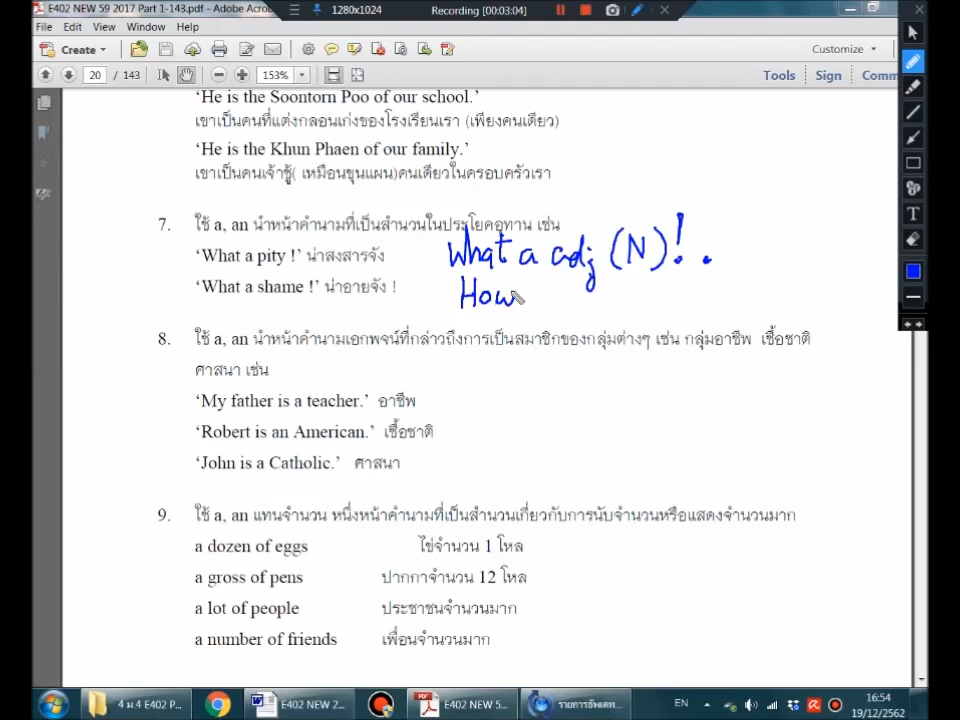 E402 NEW 59 2017 Part 1-143.pdf - Adobe Acro
1280x1024
Recording [00:03:04]
File Edit View Window Help
Create
Customize
20 / 143
153%
Tools Sign Comm
‘He is the Soontorn Poo of our school.’
เขาเป็นคนที่แต่งกลอนเก่งของโรงเรียนเรา (เพียงคนเดียว)
‘He is the Khun Phaen of our family.’
เขาเป็นคนเจ้าชู้( เหมือนขุนแผน)คนเดียวในครอบครัวเรา
7. ใช้ a, an นำหน้าคำนามที่เป็นสำนวนในประโยคอุทาน เช่น
‘What a pity !’ น่าสงสารจัง
What a adj (N)! .
‘What a shame !’ น่าอายจัง !
How
8. ใช้ a, an นำหน้าคำนามเอกพจน์ที่กล่าวถึงการเป็นสมาชิกของกลุ่มต่างๆ เช่น กลุ่มอาชีพ เชื้อชาติ
ศาสนา เช่น
‘My father is a teacher.’ อาชีพ
‘Robert is an American.’ เชื้อชาติ
‘John is a Catholic.’ ศาสนา
9. ใช้ a, an แทนจำนวน หนึ่งหน้าคำนามที่เป็นสำนวนเกี่ยวกับการนับจำนวนหรือแสดงจำนวนมาก
a dozen of eggs ไข่จำนวน 1 โหล
a gross of pens ปากกาจำนวน 12 โหล
a lot of people ประชาชนจำนวนมาก
a number of friends เพื่อนจำนวนมาก
4 ม.4 E402 P...
E402 NEW 2...
E402 NEW 5...
รายการอัพเดท...
EN
16:54
19/12/2562